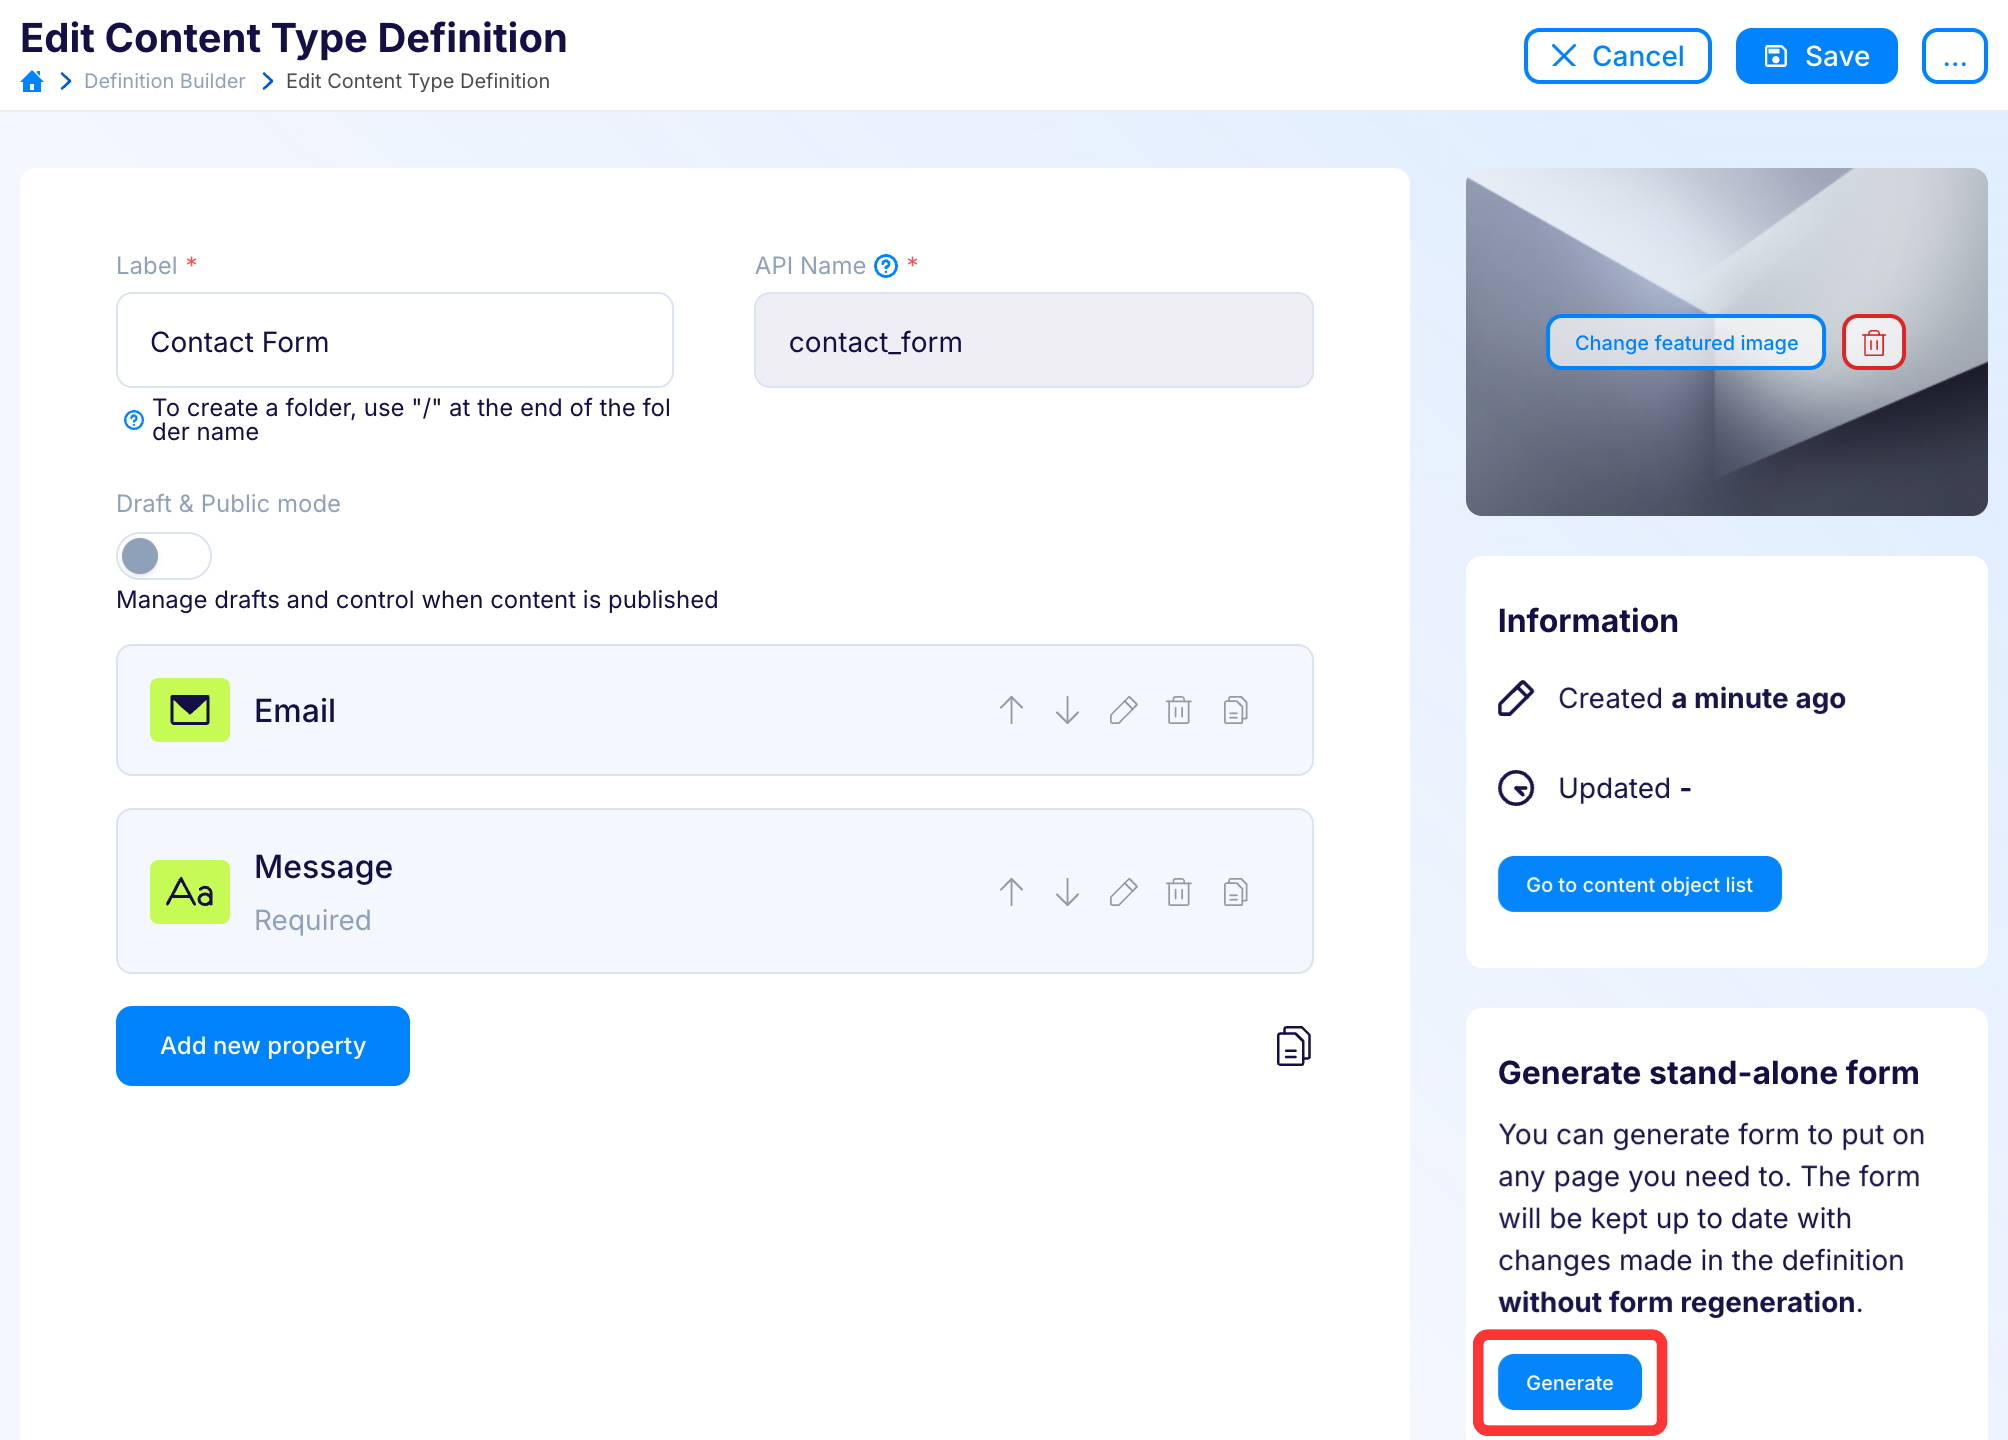 Edit Content Type Definition
Definition Builder
Edit Content Type Definition
Cancel
Save
...
Label *
API Name *
Contact Form
contact_form
To create a folder, use "/" at the end of the fol
der name
Draft & Public mode
Manage drafts and control when content is published
Email
Aa
Message
Required
Add new property
Change featured image
Information
Created a minute ago
Updated -
Go to content object list
Generate stand-alone form
You can generate form to put on
any page you need to. The form
will be kept up to date with
changes made in the definition
without form regeneration.
Generate